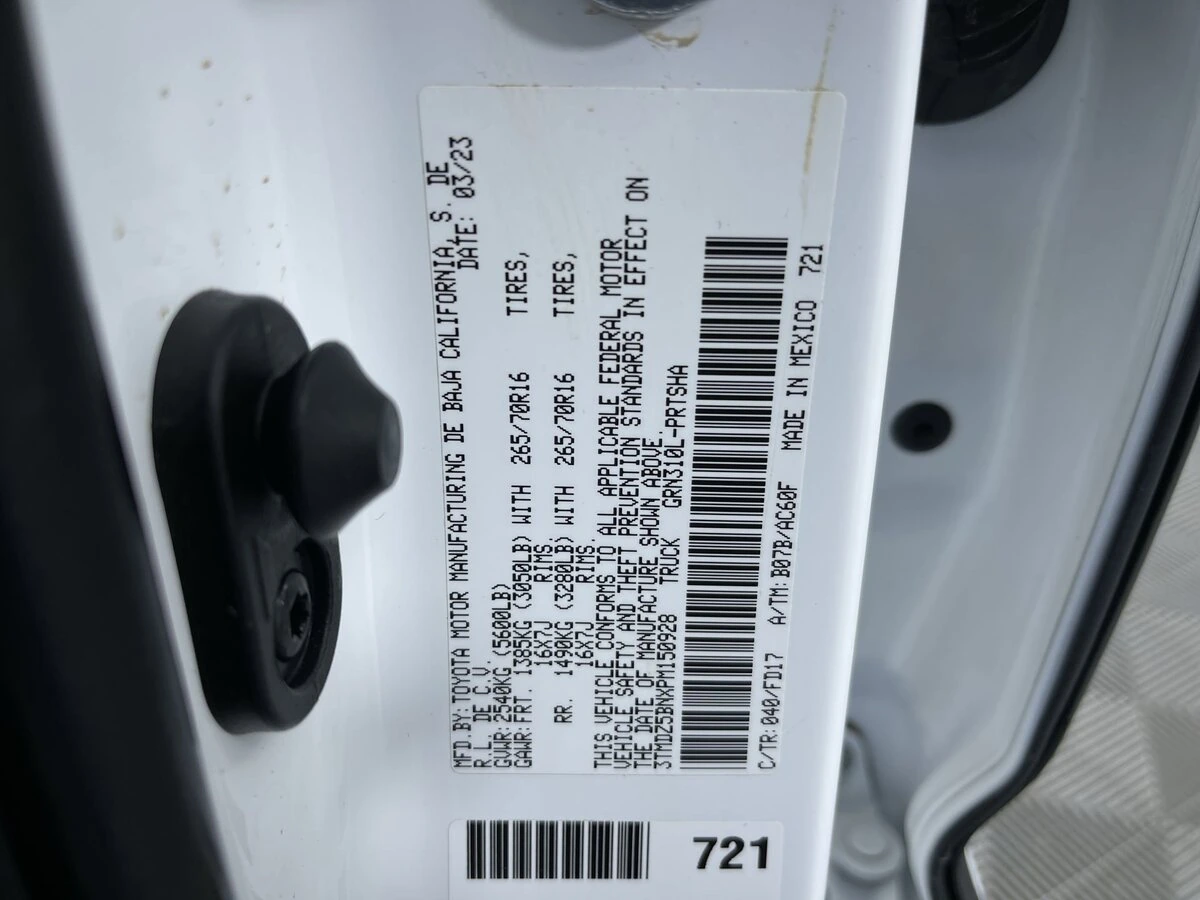 MFD.BY:TOYOTA MOTOR MANUFACTURING DE BAJA CALIFORNIA, S. DE
R.L. DE C.V. DATE: 03/23
GVWR:2540KG (5600LB)
GAWR:FRT. 1385KG (3050LB) WITH 265/70R16 TIRES,
16X7J RIMS,
RR. 1490KG (3280LB) WITH 265/70R16 TIRES,
16X7J RIMS.
THIS VEHICLE CONFORMS TO ALL APPLICABLE FEDERAL MOTOR
VEHICLE SAFETY AND THEFT PREVENTION STANDARDS IN EFFECT ON
THE DATE OF MANUFACTURE SHOWN ABOVE.
3TMDZ5BNXPM150928 TRUCK GRN310L-PRTSHA
C/TR:040/FD17 A/TM:B07B/AC60F MADE IN MEXICO 721
721